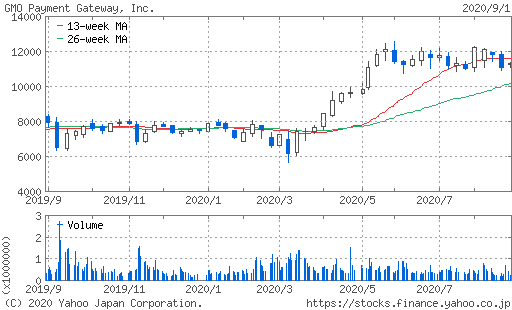 GMO Payment Gateway, Inc. 2020/9/1
14000
13-week MA
26-week MA
12000
10000
8000
6000
4000
2019/9 2019/11 2020/1 2020/3 2020/5 2020/7
3
Volume
2
1
0
(x1000000)
2019/9 2019/11 2020/1 2020/3 2020/5 2020/7
(C) 2020 Yahoo Japan Corporation. https://stocks.finance.yahoo.co.jp